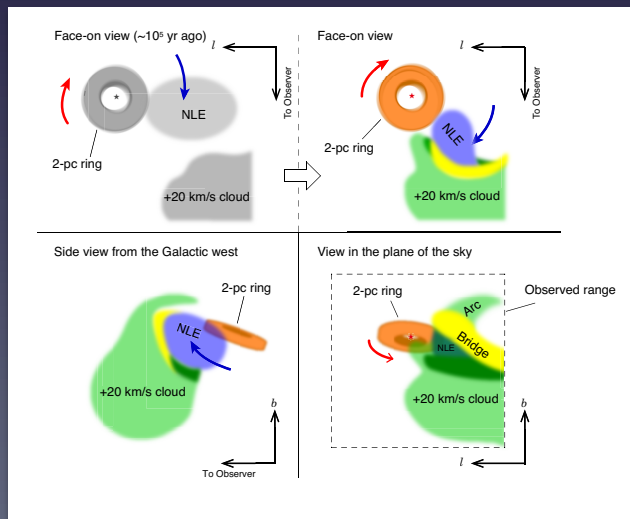 Face-on view (~10⁵ yr ago)
l
To Observer
NLE
2-pc ring
+20 km/s cloud
Face-on view
l
To Observer
NLE
2-pc ring
+20 km/s cloud
Side view from the Galactic west
2-pc ring
NLE
+20 km/s cloud
b
To Observer
View in the plane of the sky
2-pc ring
Observed range
Arc
Bridge
NLE
+20 km/s cloud
b
l